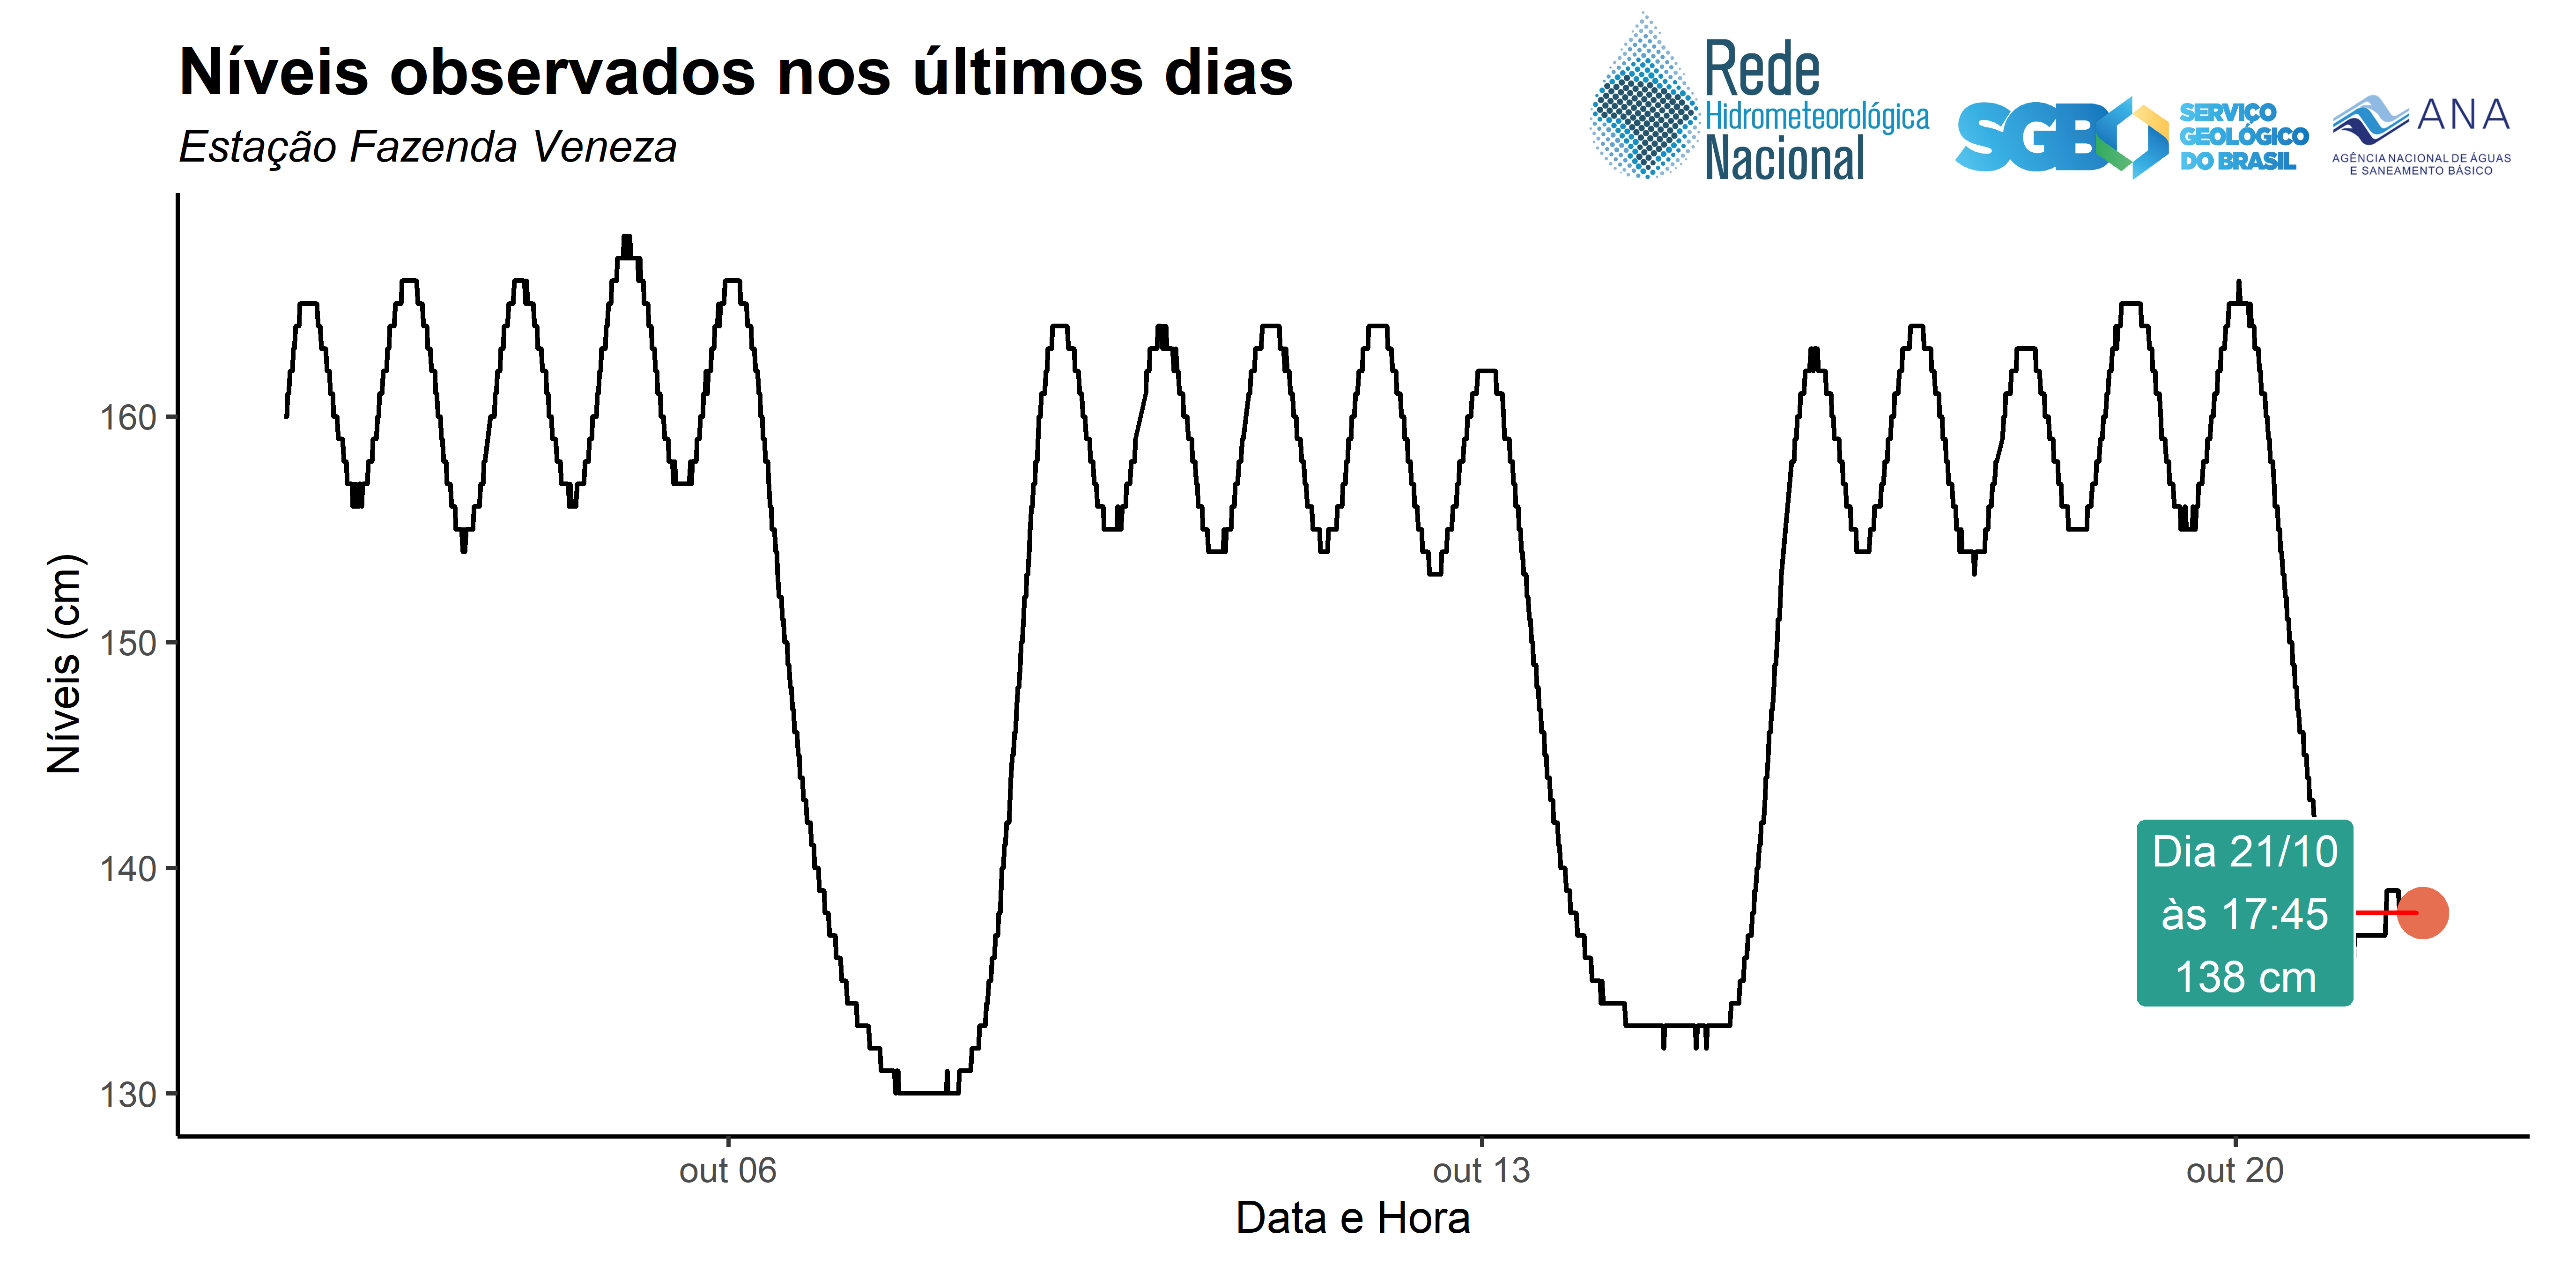 Níveis observados nos últimos dias
Estação Fazenda Veneza
Rede
Hidrometeorológica
Nacional
SGB
SERVIÇO
GEOLÓGICO
DO BRASIL
ANA
AGÊNCIA NACIONAL DE ÁGUAS
E SANEAMENTO BÁSICO
Níveis (cm)
160
150
140
130
Dia 21/10
às 17:45
138 cm
out 06
out 13
out 20
Data e Hora